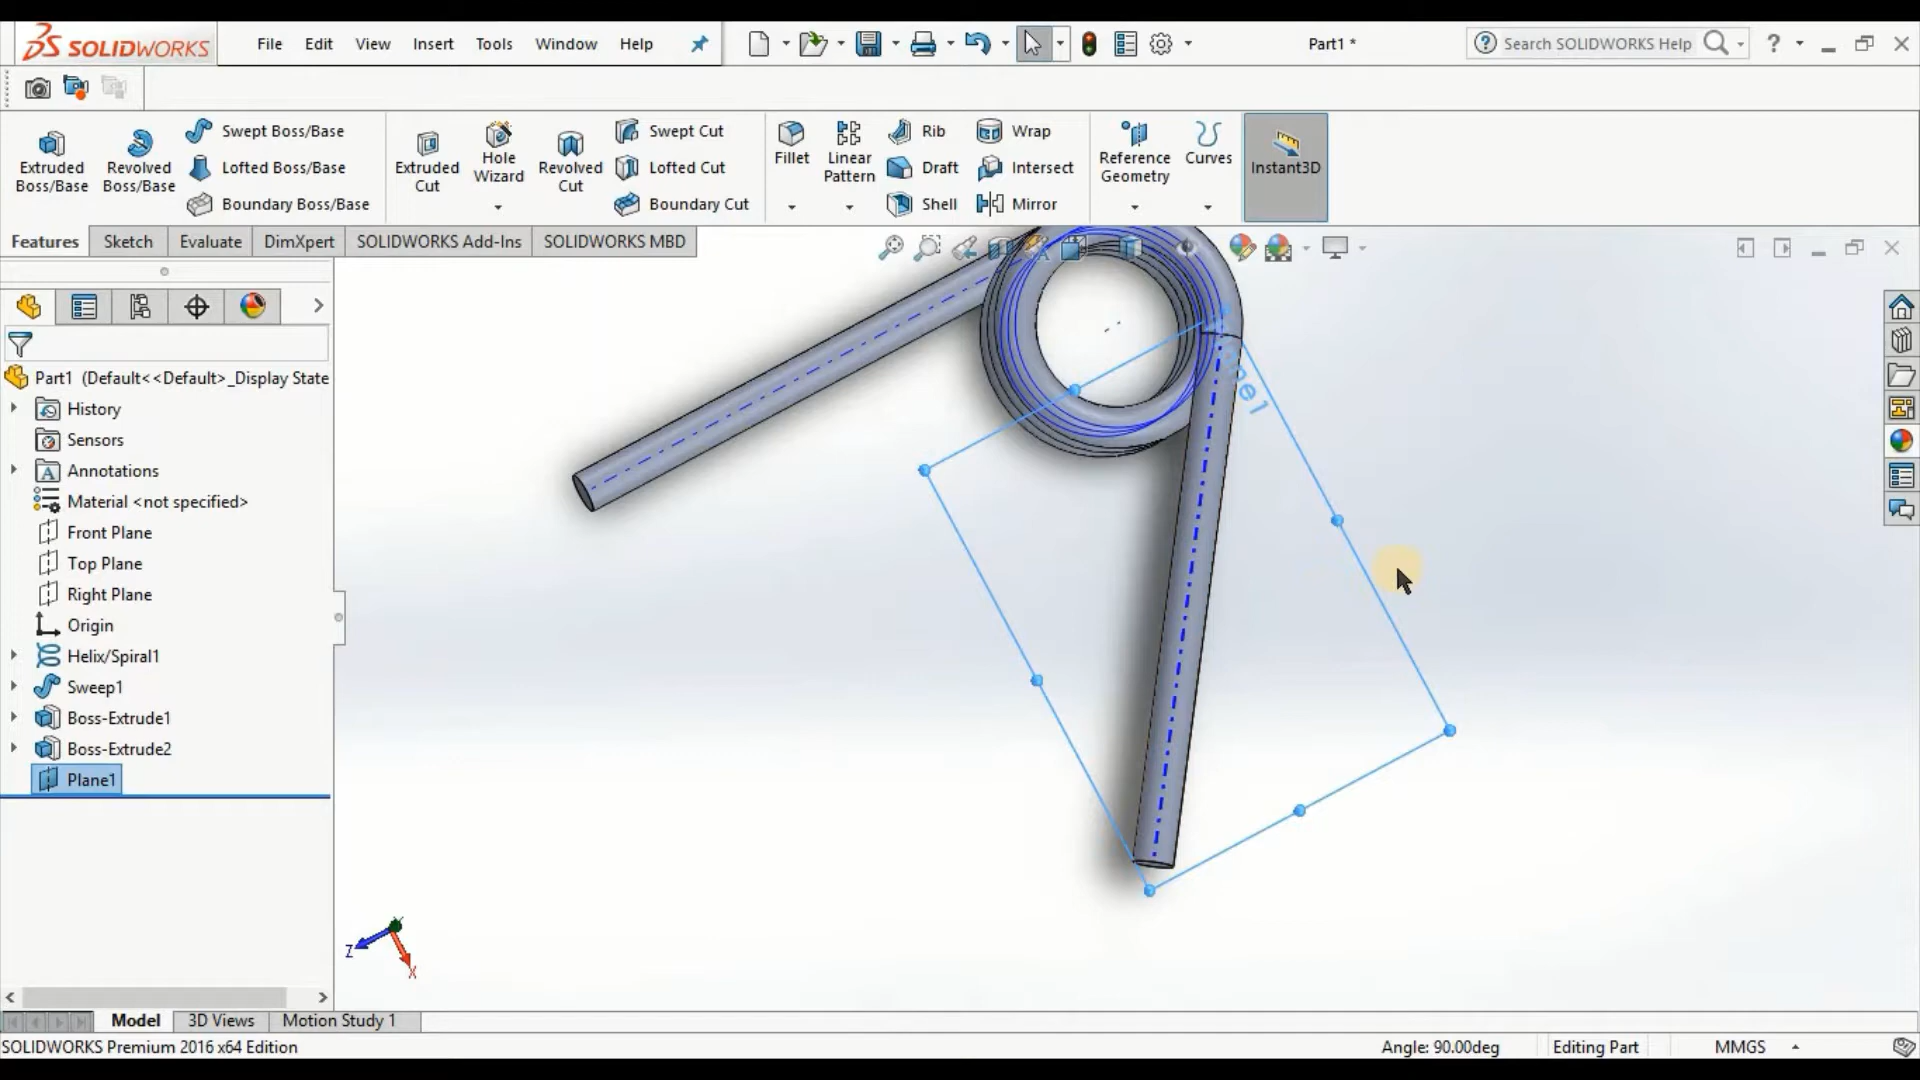 SOLIDWORKS File Edit View Insert Tools Window Help Part1 * Search SOLIDWORKS Help ?
Extruded Boss/Base
Revolved Boss/Base
Swept Boss/Base
Lofted Boss/Base
Boundary Boss/Base
Extruded Cut
Hole Wizard
Revolved Cut
Swept Cut
Lofted Cut
Boundary Cut
Fillet
Linear Pattern
Rib
Draft
Shell
Wrap
Intersect
Mirror
Reference Geometry
Curves
Instant3D
Features Sketch Evaluate DimXpert SOLIDWORKS Add-Ins SOLIDWORKS MBD
Part1 (Default<<Default>_Display State
History
Sensors
Annotations
Material <not specified>
Front Plane
Top Plane
Right Plane
Origin
Helix/Spiral1
Sweep1
Boss-Extrude1
Boss-Extrude2
Plane1
Z
X
Model 3D Views Motion Study 1
SOLIDWORKS Premium 2016 x64 Edition Angle: 90.00deg Editing Part MMGS